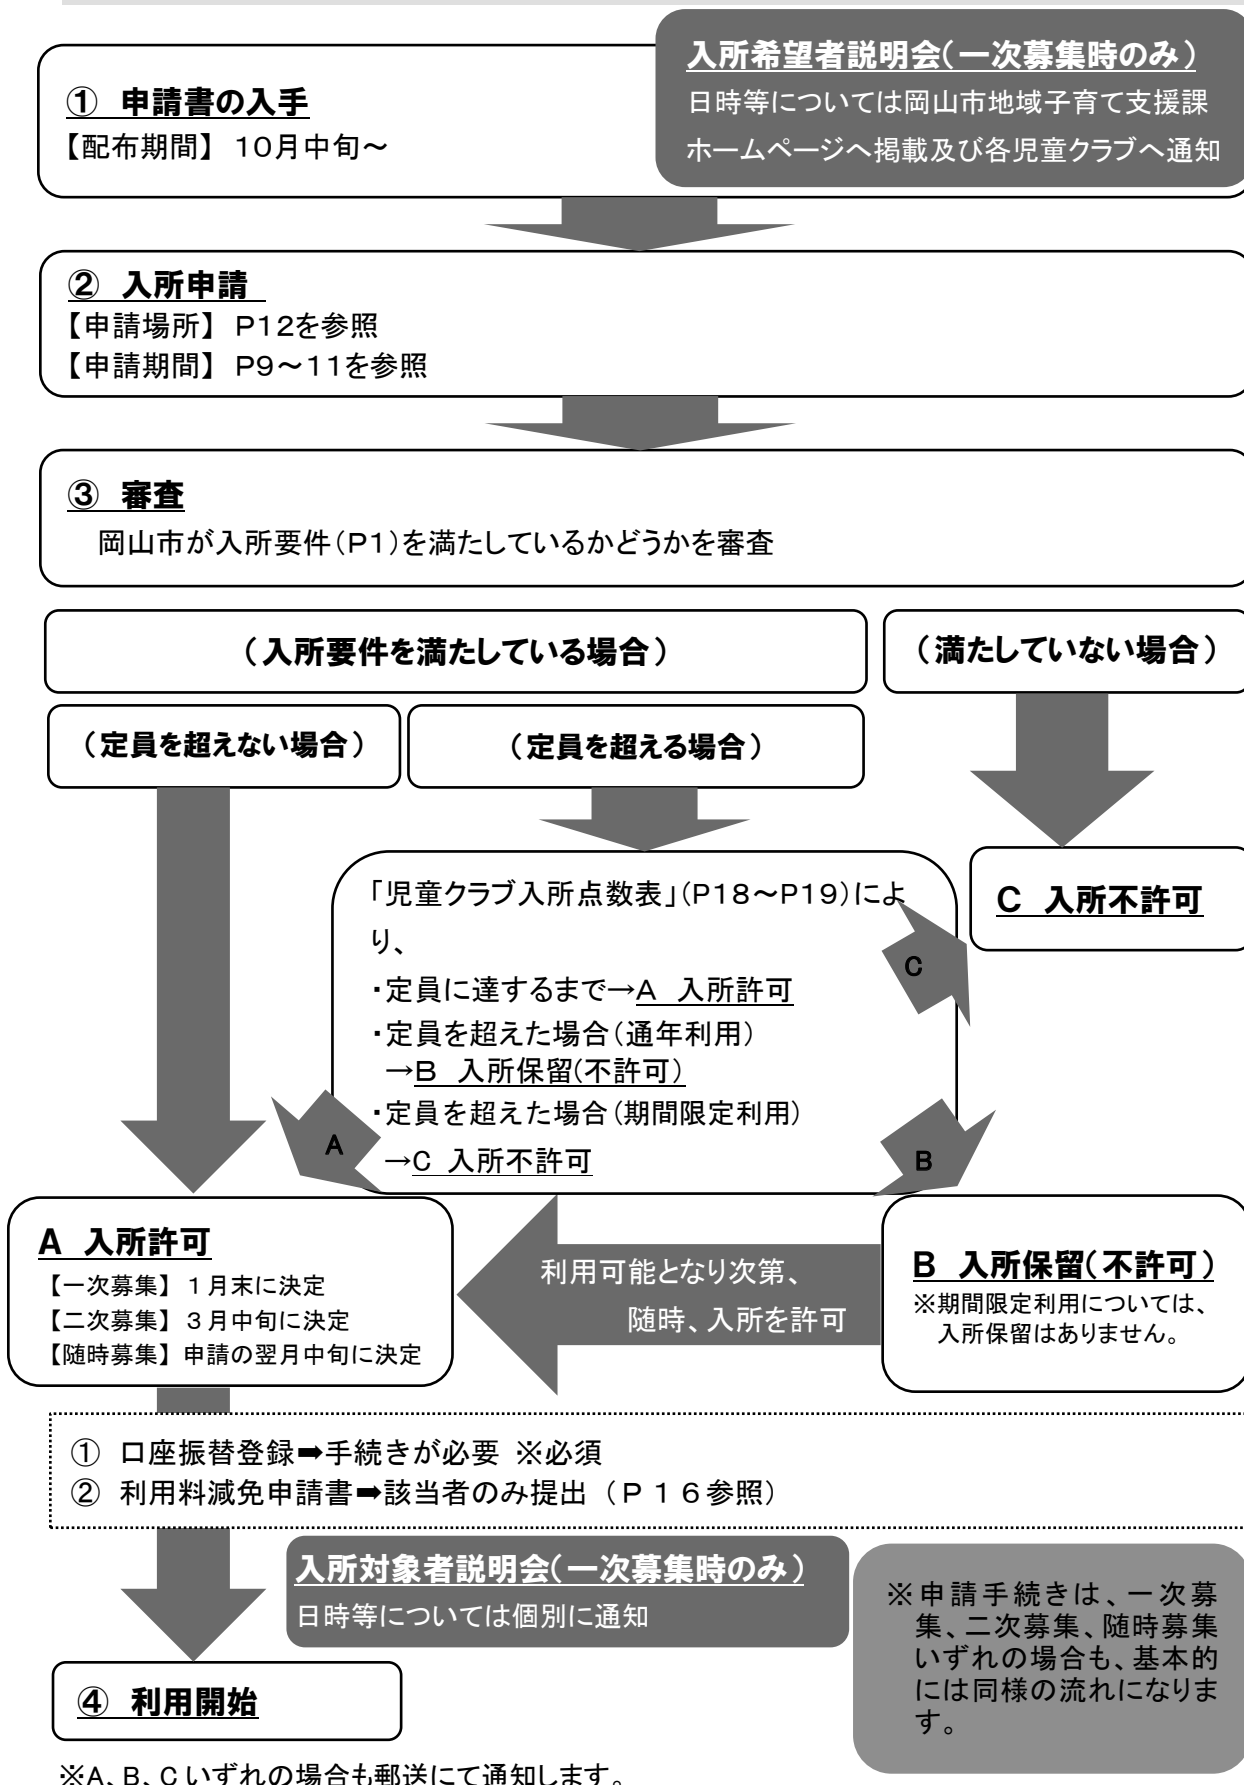 入所希望者説明会(一次募集時のみ)
日時等については岡山市地域子育て支援課
ホームページへ掲載及び各児童クラブへ通知
① 申請書の入手
【配布期間】 10月中旬～
② 入所申請
【申請場所】 P12を参照
【申請期間】 P9～11を参照
③ 審査
岡山市が入所要件(P1)を満たしているかどうかを審査
(入所要件を満たしている場合)
(満たしていない場合)
(定員を超えない場合)
(定員を超える場合)
「児童クラブ入所点数表」(P18～P19)によ
り、
・定員に達するまで→A 入所許可
・定員を超えた場合(通年利用)
→B 入所保留(不許可)
・定員を超えた場合(期間限定利用)
→C 入所不許可
C
A
B
C 入所不許可
A 入所許可
【一次募集】 1月末に決定
【二次募集】 3月中旬に決定
【随時募集】 申請の翌月中旬に決定
利用可能となり次第、
随時、入所を許可
B 入所保留(不許可)
※期間限定利用については、
入所保留はありません。
① 口座振替登録➡手続きが必要 ※必須
② 利用料減免申請書➡該当者のみ提出 (P16参照)
入所対象者説明会(一次募集時のみ)
日時等については個別に通知
※申請手続きは、一次募
集、二次募集、随時募集
いずれの場合も、基本的
には同様の流れになりま
す。
④ 利用開始
※A、B、Cいずれの場合も郵送にて通知します。